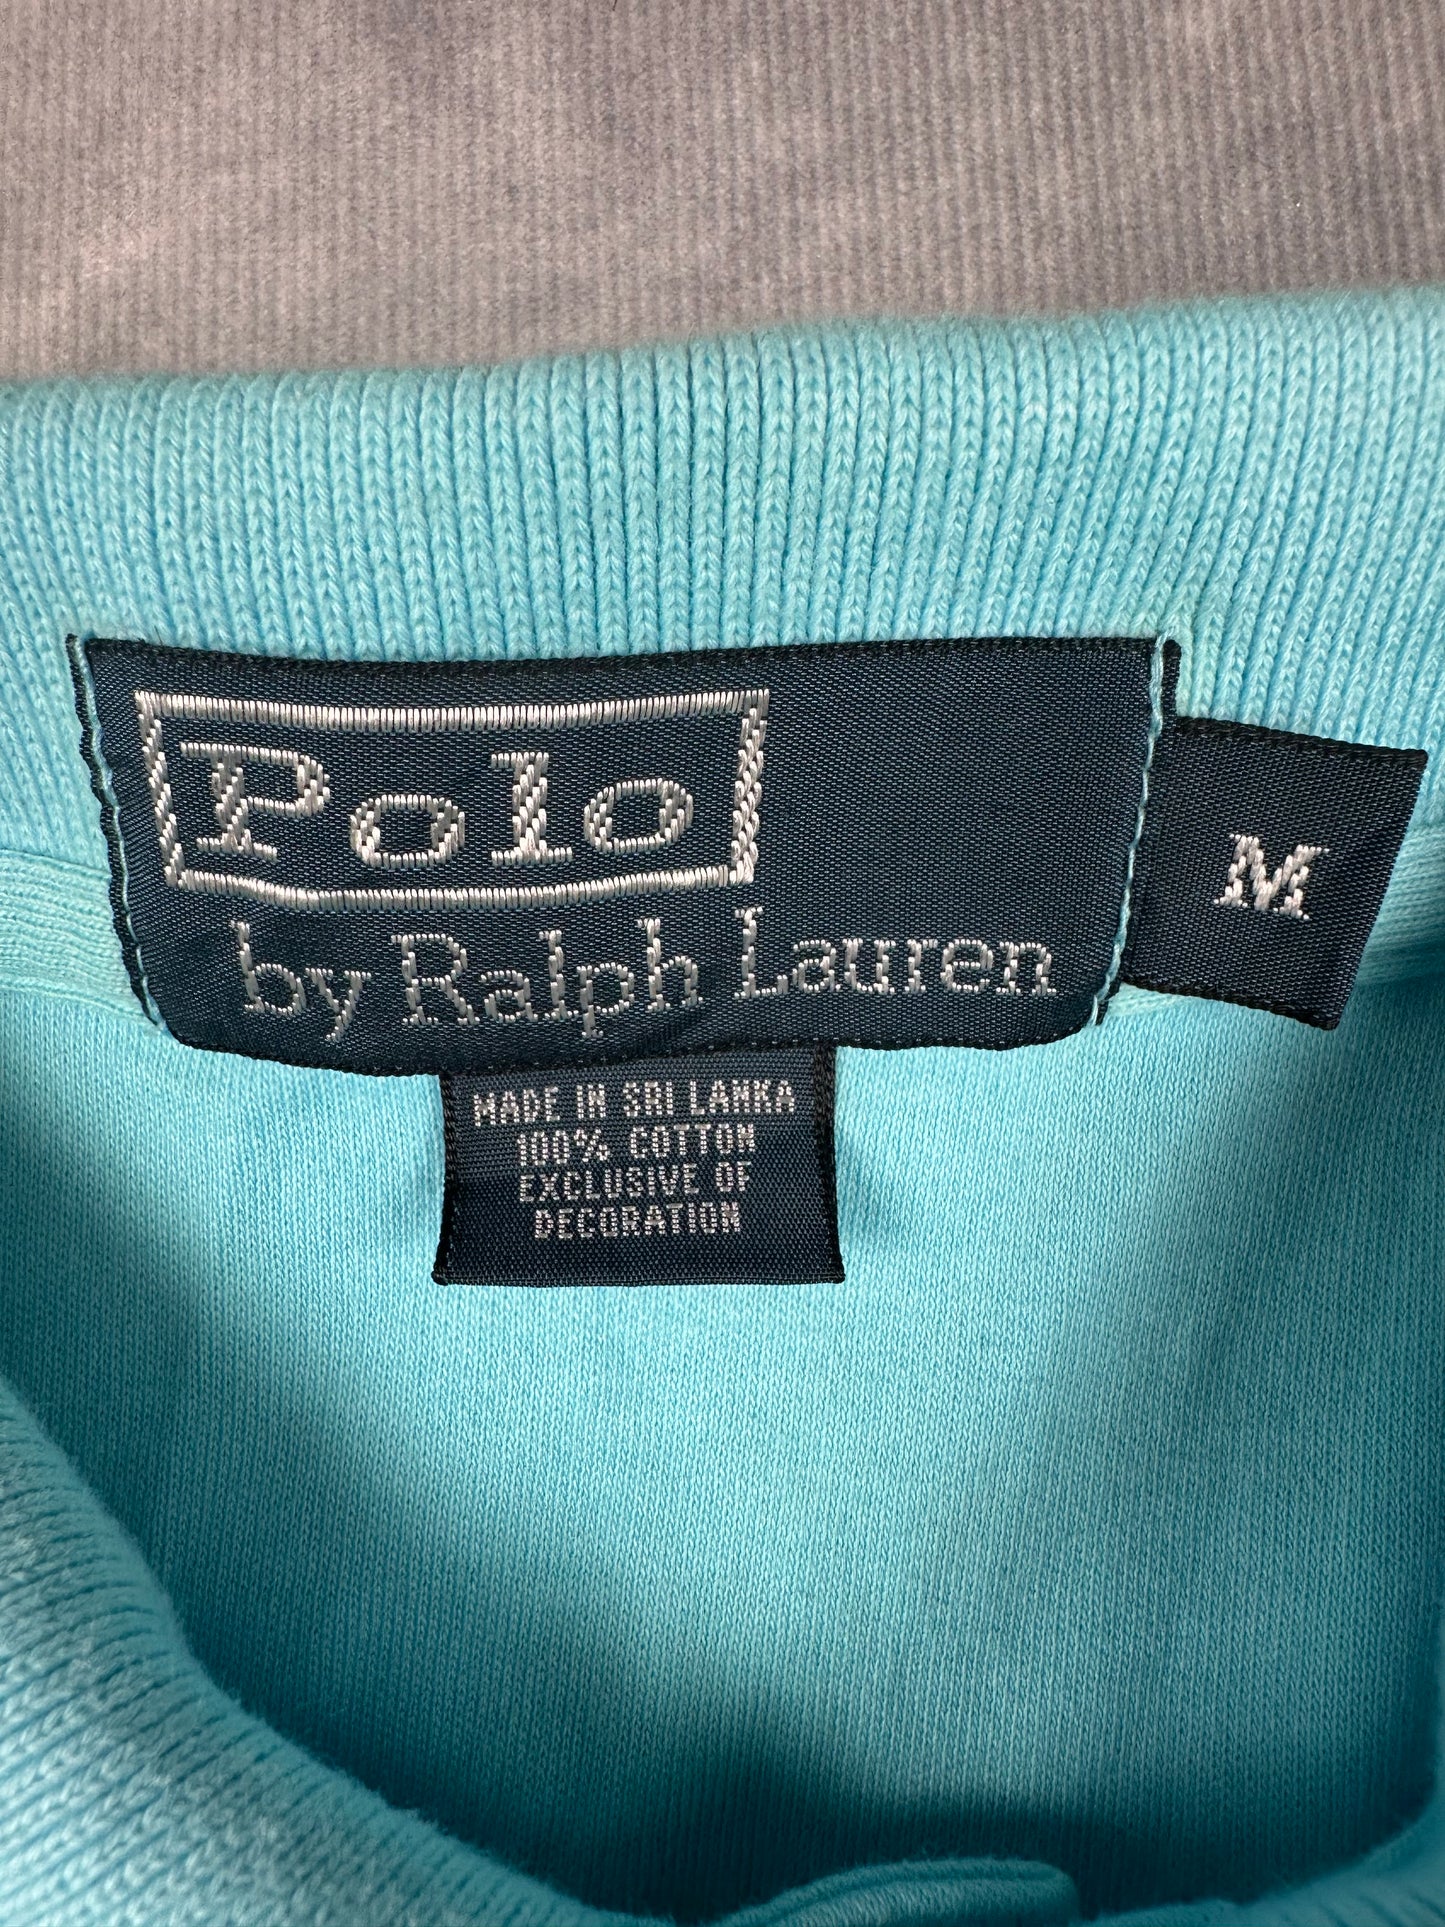 Polo
by Ralph Lauren
M
MADE IN SRI LANKA
100% COTTON
EXCLUSIVE OF
DECORATION